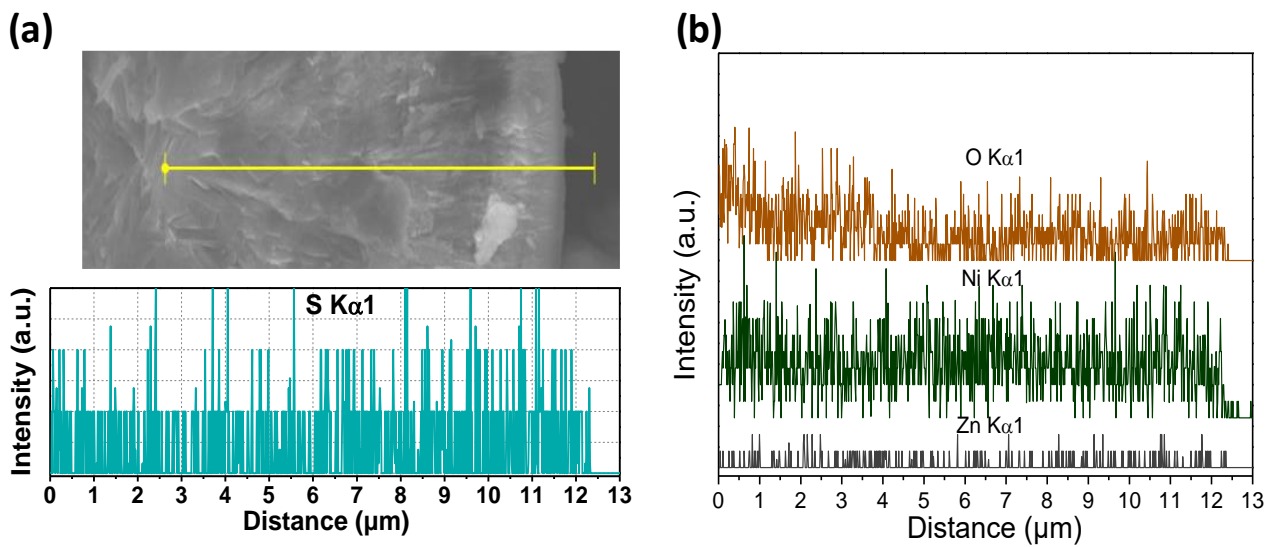 (a)
S Kα1
Intensity (a.u.)
0 1 2 3 4 5 6 7 8 9 10 11 12 13
Distance (µm)
(b)
O Kα1
Ni Kα1
Zn Kα1
Intensity (a.u.)
0 1 2 3 4 5 6 7 8 9 10 11 12 13
Distance (µm)